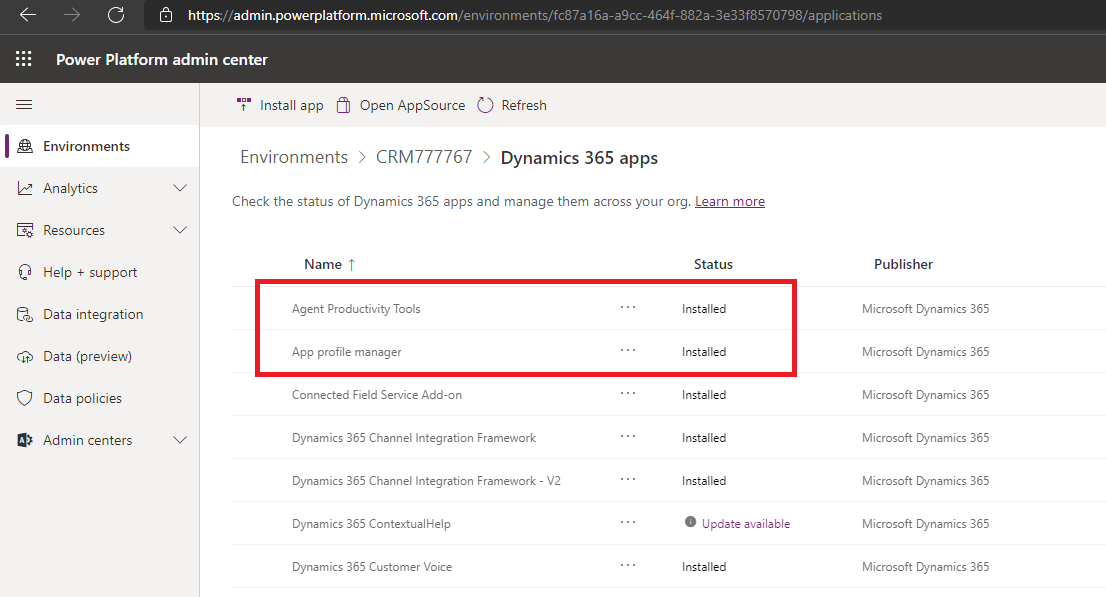 https://admin.powerplatform.microsoft.com/environments/fc87a16a-a9cc-464f-882a-3e33f8570798/applications
Power Platform admin center
Install app Open AppSource Refresh
Environments
Analytics
Resources
Help + support
Data integration
Data (preview)
Data policies
Admin centers
Environments > CRM777767 > Dynamics 365 apps
Check the status of Dynamics 365 apps and manage them across your org. Learn more
Name ↑ Status Publisher
Agent Productivity Tools ... Installed Microsoft Dynamics 365
App profile manager ... Installed Microsoft Dynamics 365
Connected Field Service Add-on ... Installed Microsoft Dynamics 365
Dynamics 365 Channel Integration Framework ... Installed Microsoft Dynamics 365
Dynamics 365 Channel Integration Framework - V2 ... Installed Microsoft Dynamics 365
Dynamics 365 ContextualHelp ... Update available Microsoft Dynamics 365
Dynamics 365 Customer Voice ... Installed Microsoft Dynamics 365